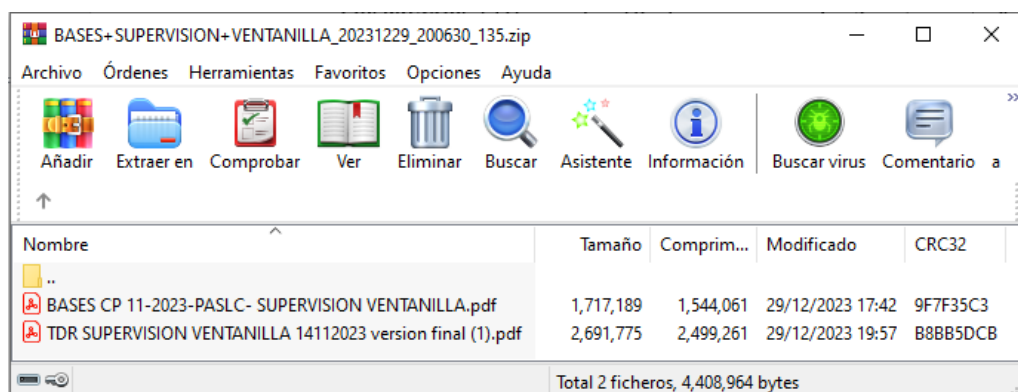 BASES+SUPERVISION+VENTANILLA_20231229_200630_135.zip
Archivo Órdenes Herramientas Favoritos Opciones Ayuda
Añadir Extraer en Comprobar Ver Eliminar Buscar Asistente Información Buscar virus Comentario a
Nombre Tamaño Comprim... Modificado CRC32
..
BASES CP 11-2023-PASLC- SUPERVISION VENTANILLA.pdf 1,717,189 1,544,061 29/12/2023 17:42 9F7F35C3
TDR SUPERVISION VENTANILLA 14112023 version final (1).pdf 2,691,775 2,499,261 29/12/2023 19:57 B8BB5DCB
Total 2 ficheros, 4,408,964 bytes